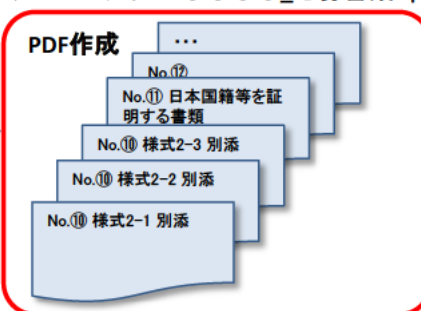 PDF作成
...
No.⑫
No.⑪ 日本国籍等を証
明する書類
No.⑩ 様式2-3 別添
No.⑩ 様式2-2 別添
No.⑩ 様式2-1 別添